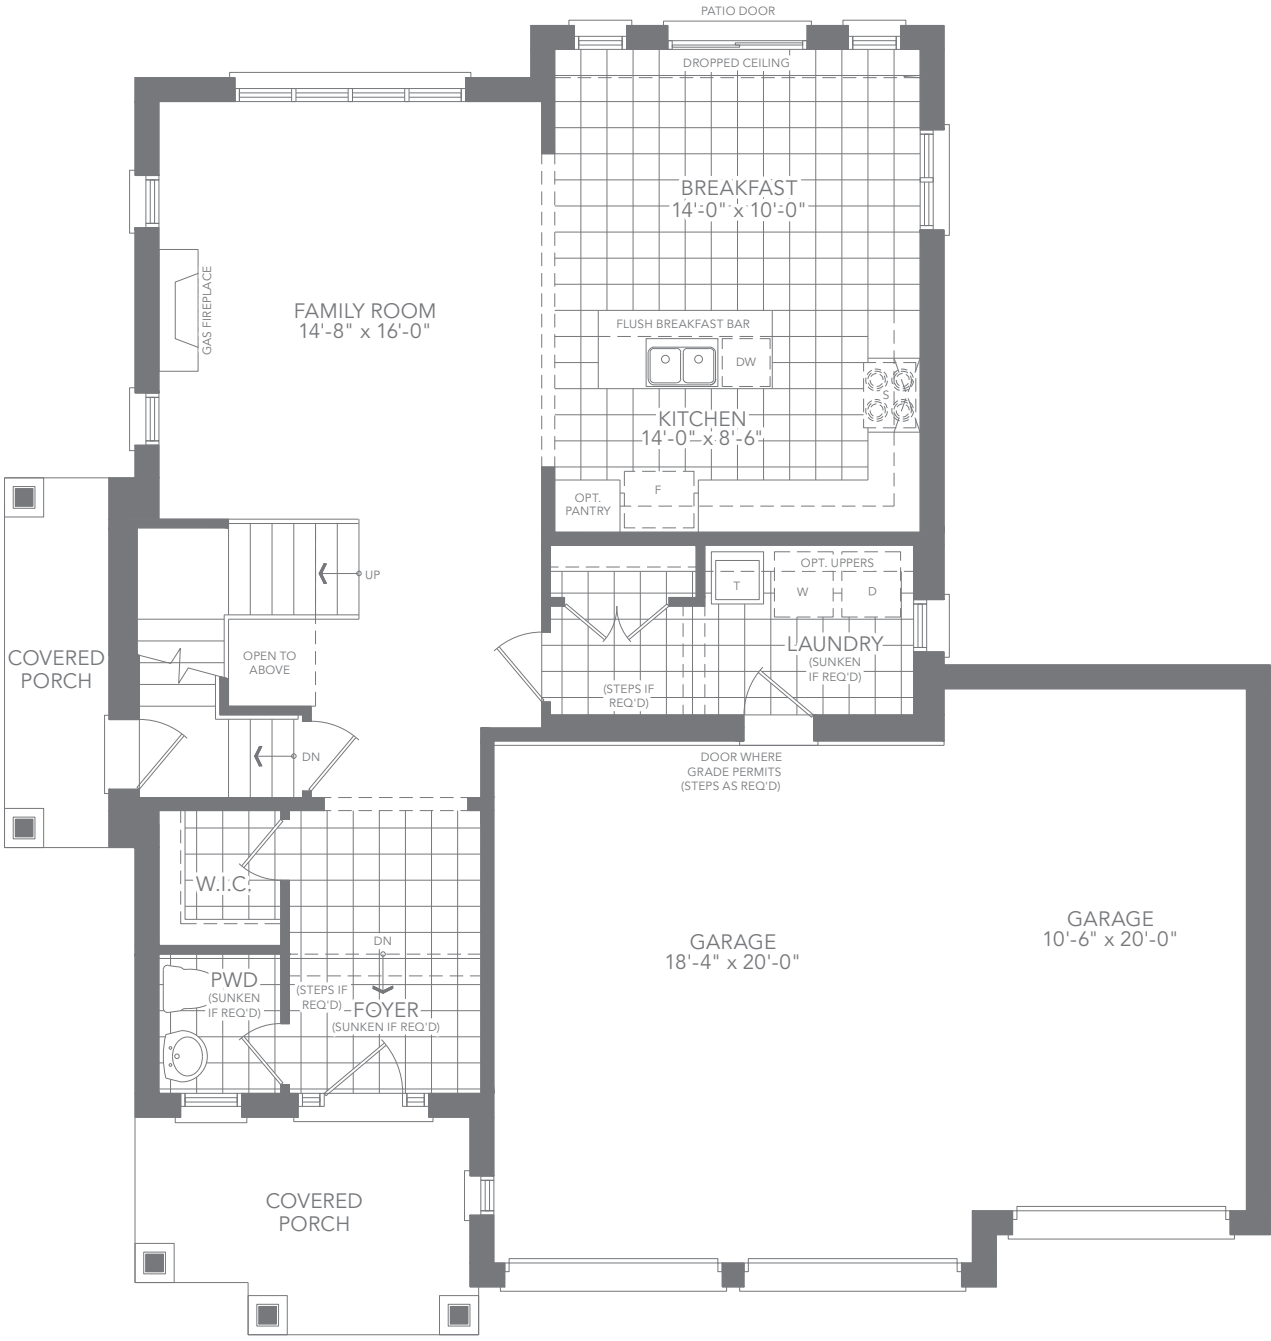 PATIO DOOR
DROPPED CEILING
BREAKFAST
14'-0" x 10'-0"
GAS FIREPLACE
FAMILY ROOM
14'-8" x 16'-0"
FLUSH BREAKFAST BAR
DW
S
KITCHEN
14'-0" x 8'-6"
OPT.
PANTRY
F
UP
OPT. UPPERS
T
W
D
LAUNDRY
(SUNKEN
IF REQ'D)
COVERED
PORCH
OPEN TO
ABOVE
(STEPS IF
REQ'D)
DN
DOOR WHERE
GRADE PERMITS
(STEPS AS REQ'D)
W.I.C.
DN
GARAGE
18'-4" x 20'-0"
GARAGE
10'-6" x 20'-0"
PWD
(SUNKEN
IF REQ'D)
(STEPS IF
REQ'D)
FOYER
(SUNKEN IF REQ'D)
COVERED
PORCH